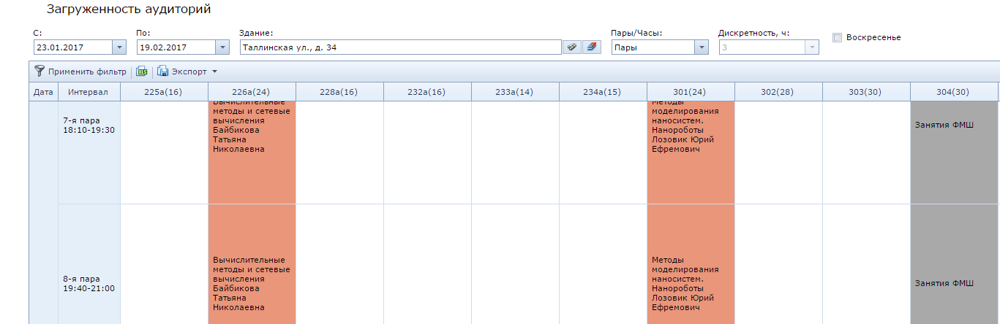 Загруженность аудиторий
С: По: Здание: Пары/Часы: Дискретность, ч:
23.01.2017 19.02.2017 Таллинская ул., д. 34 Пары 3 Воскресенье
Применить фильтр XLS Экспорт
Дата Интервал 225а(16) 226а(24) 228а(16) 232а(16) 233а(14) 234а(15) 301(24) 302(28) 303(30) 304(30)
7-я пара
18:10-19:30
Вычислительные
методы и сетевые
вычисления
Байбикова
Татьяна
Николаевна
Методы
моделирования
наносистем.
Нанороботы
Лозовик Юрий
Ефремович
Занятия ФМШ
8-я пара
19:40-21:00
Вычислительные
методы и сетевые
вычисления
Байбикова
Татьяна
Николаевна
Методы
моделирования
наносистем.
Нанороботы
Лозовик Юрий
Ефремович
Занятия ФМШ